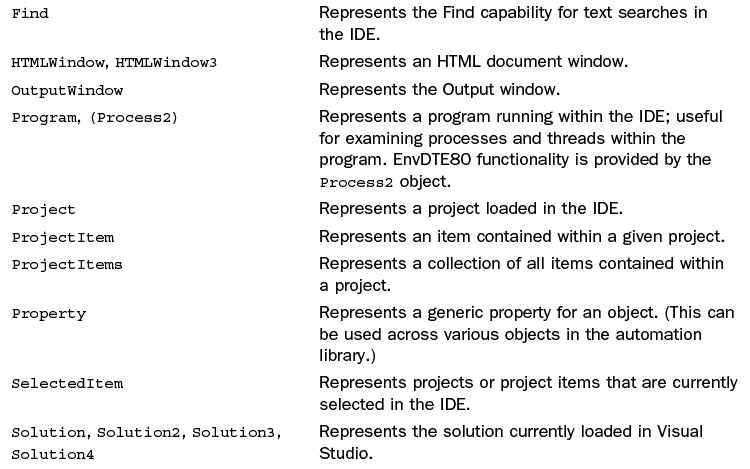 Find Represents the Find capability for text searches in
the IDE.
HTMLWindow, HTMLWindow3 Represents an HTML document window.
OutputWindow Represents the Output window.
Program, (Process2) Represents a program running within the IDE; useful
for examining processes and threads within the
program. EnvDTE80 functionality is provided by the
Process2 object.
Project Represents a project loaded in the IDE.
ProjectItem Represents an item contained within a given project.
ProjectItems Represents a collection of all items contained within
a project.
Property Represents a generic property for an object. (This can
be used across various objects in the automation
library.)
SelectedItem Represents projects or project items that are currently
selected in the IDE.
Solution, Solution2, Solution3, Represents the solution currently loaded in Visual
Solution4 Studio.